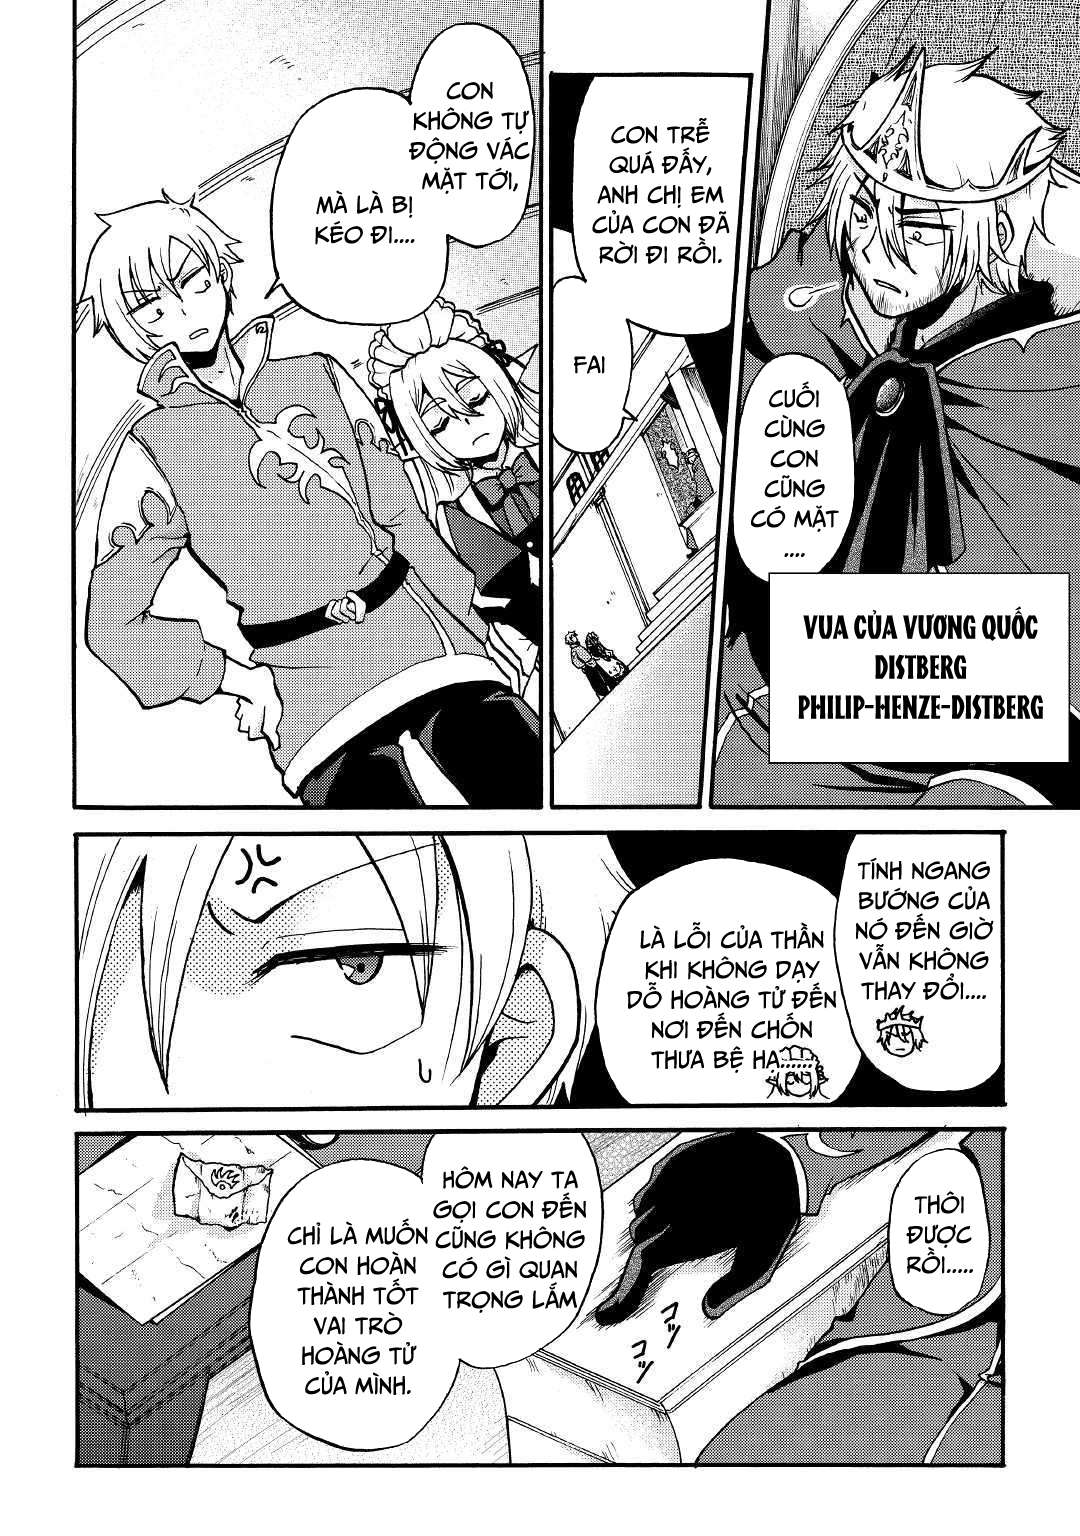 CUỐI
CÙNG
CON
CŨNG
CÓ MẶT
....
VUA CỦA VƯƠNG QUỐC
DISTBERG
PHILIP-HENZE-DISTBERG
CON TRỄ
QUÁ ĐẤY,
ANH CHỊ EM
CỦA CON ĐÃ
RỜI ĐI RỒI.
FAI
CON
KHÔNG TỰ
ĐỘNG VÁC
MẶT TỚI,
MÀ LÀ BỊ
KÉO ĐI....
TÍNH NGANG
BƯỚNG CỦA
NÓ ĐẾN GIỜ
VẪN KHÔNG
THAY ĐỔI....
LÀ LỖI CỦA THẦN
KHI KHÔNG DẠY
DỖ HOÀNG TỬ ĐẾN
NƠI ĐẾN CHỐN
THƯA BỆ HẠ......
THÔI
ĐƯỢC
RỒI.....
コツ
コツ
HÔM NAY TA
GỌI CON ĐẾN
CŨNG KHÔNG
CÓ GÌ QUAN
TRỌNG LẮM
CHỈ LÀ MUỐN
CON HOÀN
THÀNH TỐT
VAI TRÒ
HOÀNG TỬ
CỦA MÌNH.